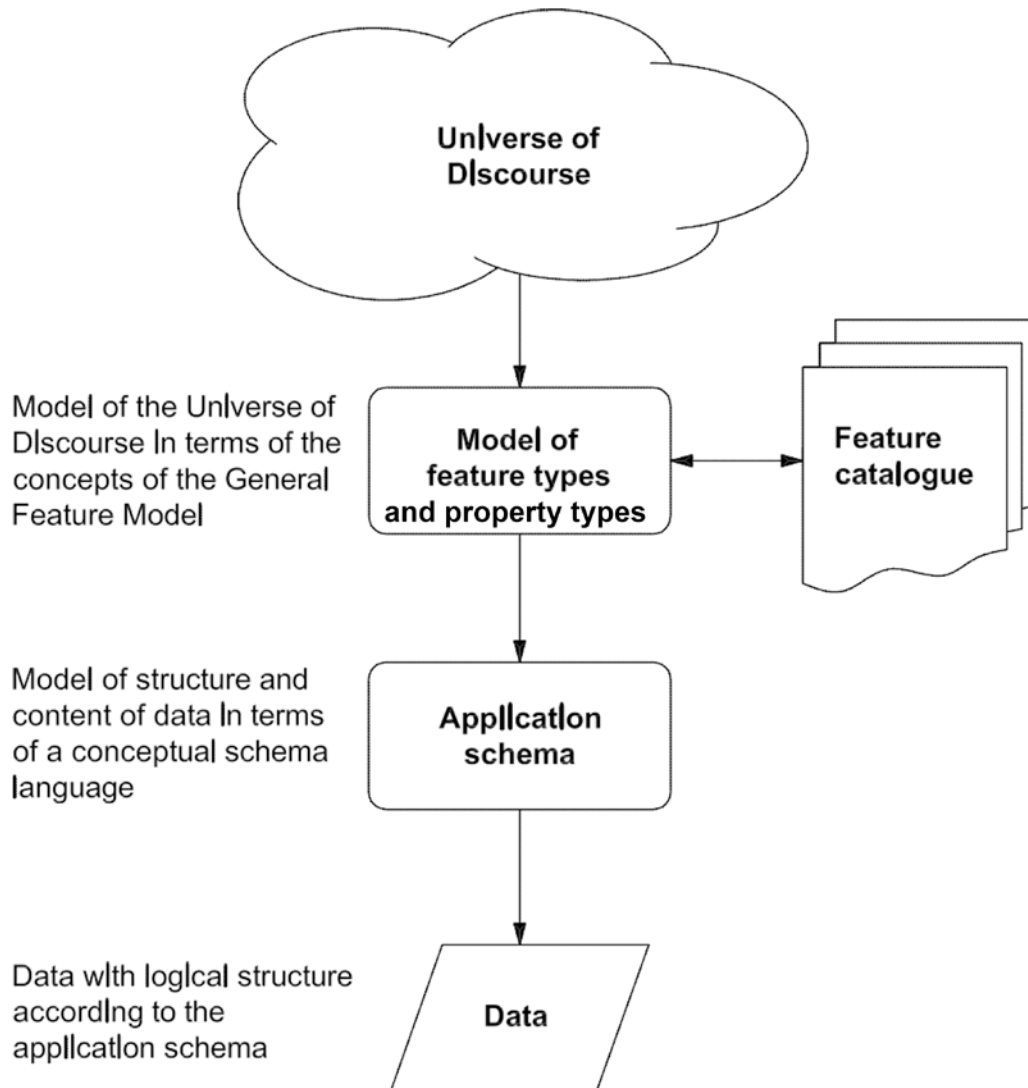 Universe of
Discourse
Model of the Universe of
Discourse in terms of the
concepts of the General
Feature Model
Model of
feature types
and property types
Feature
catalogue
Model of structure and
content of data in terms
of a conceptual schema
language
Application
schema
Data with logical structure
according to the
application schema
Data